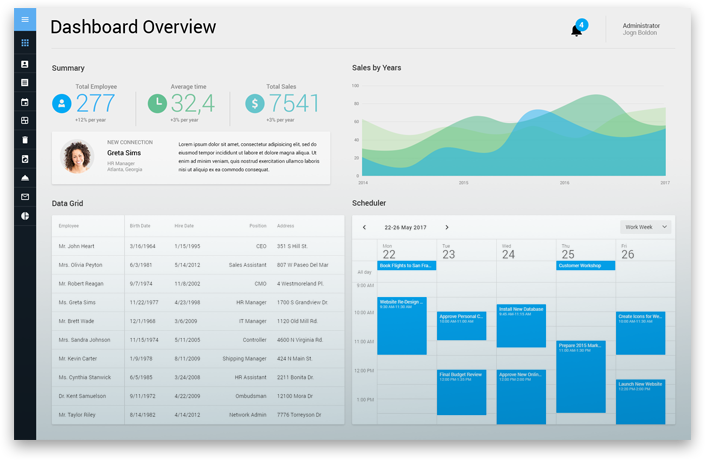 Dashboard Overview
4
Administrator
Jogn Boldon
Summary
Total Employee
277
+12% per year
Average time
32,4
+3% per year
Total Sales
7541
+3% per year
NEW CONNECTION
Greta Sims
HR Manager
Atlanta, Georgia
Lorem ipsum dolor sit amet, consectetur adipisicing elit, sed do
eiusmod tempor incididunt ut labore et dolore magna aliqua. Ut
enim ad minim veniam, quis nostrud exercitation ullamco laboris
nisi ut aliquip ex ea commodo consequat.
Sales by Years
100
80
60
40
20
0
2014 2015 2016 2017
Data Grid
Employee Birth Date Hire Date Position Address
Mr. John Heart 3/16/1964 1/15/1995 CEO 351 S Hill St.
Mrs. Olivia Peyton 6/3/1981 5/14/2012 Sales Assistant 807 W Paseo Del Mar
Mr. Robert Reagan 9/7/1974 11/8/2002 CMO 4 Westmoreland Pl.
Ms. Greta Sims 11/22/1977 4/23/1998 HR Manager 1700 S Grandview Dr.
Mr. Brett Wade 12/1/1968 3/6/2009 IT Manager 1120 Old Mill Rd.
Mrs. Sandra Johnson 11/15/1974 5/11/2005 Controller 4600 N Virginia Rd.
Mr. Kevin Carter 1/9/1978 8/11/2009 Shipping Manager 424 N Main St.
Ms. Cynthia Stanwick 6/5/1985 3/24/2008 HR Assistant 2211 Bonita Dr.
Dr. Kent Samuelson 9/11/1972 4/22/2009 Ombudsman 12100 Mora Dr
Mr. Taylor Riley 8/14/1982 4/14/2012 Network Admin 7776 Torreyson Dr
Scheduler
22-26 May 2017
Work Week
Mon Tue Wed Thu Fri
22 23 24 25 26
All day
Book Flights to San Fra...
Customer Workshop
9:00 AM
10:00 AM
11:00 AM
12:00 PM
1:00 PM
Website Re-Design ...
9:30 AM-11:30 AM
Approve Personal C...
10:00 AM-11:00 AM
Install New Database
9:45 AM-11:15 AM
Create Icons for We...
10:00 AM-11:30 AM
Prepare 2015 Mark...
11:00 AM-1:30 PM
Final Budget Review
12:00 PM-1:35 PM
Approve New Onlin...
12:00 PM-2:00 PM
Launch New Website
12:20 PM-2:00 PM